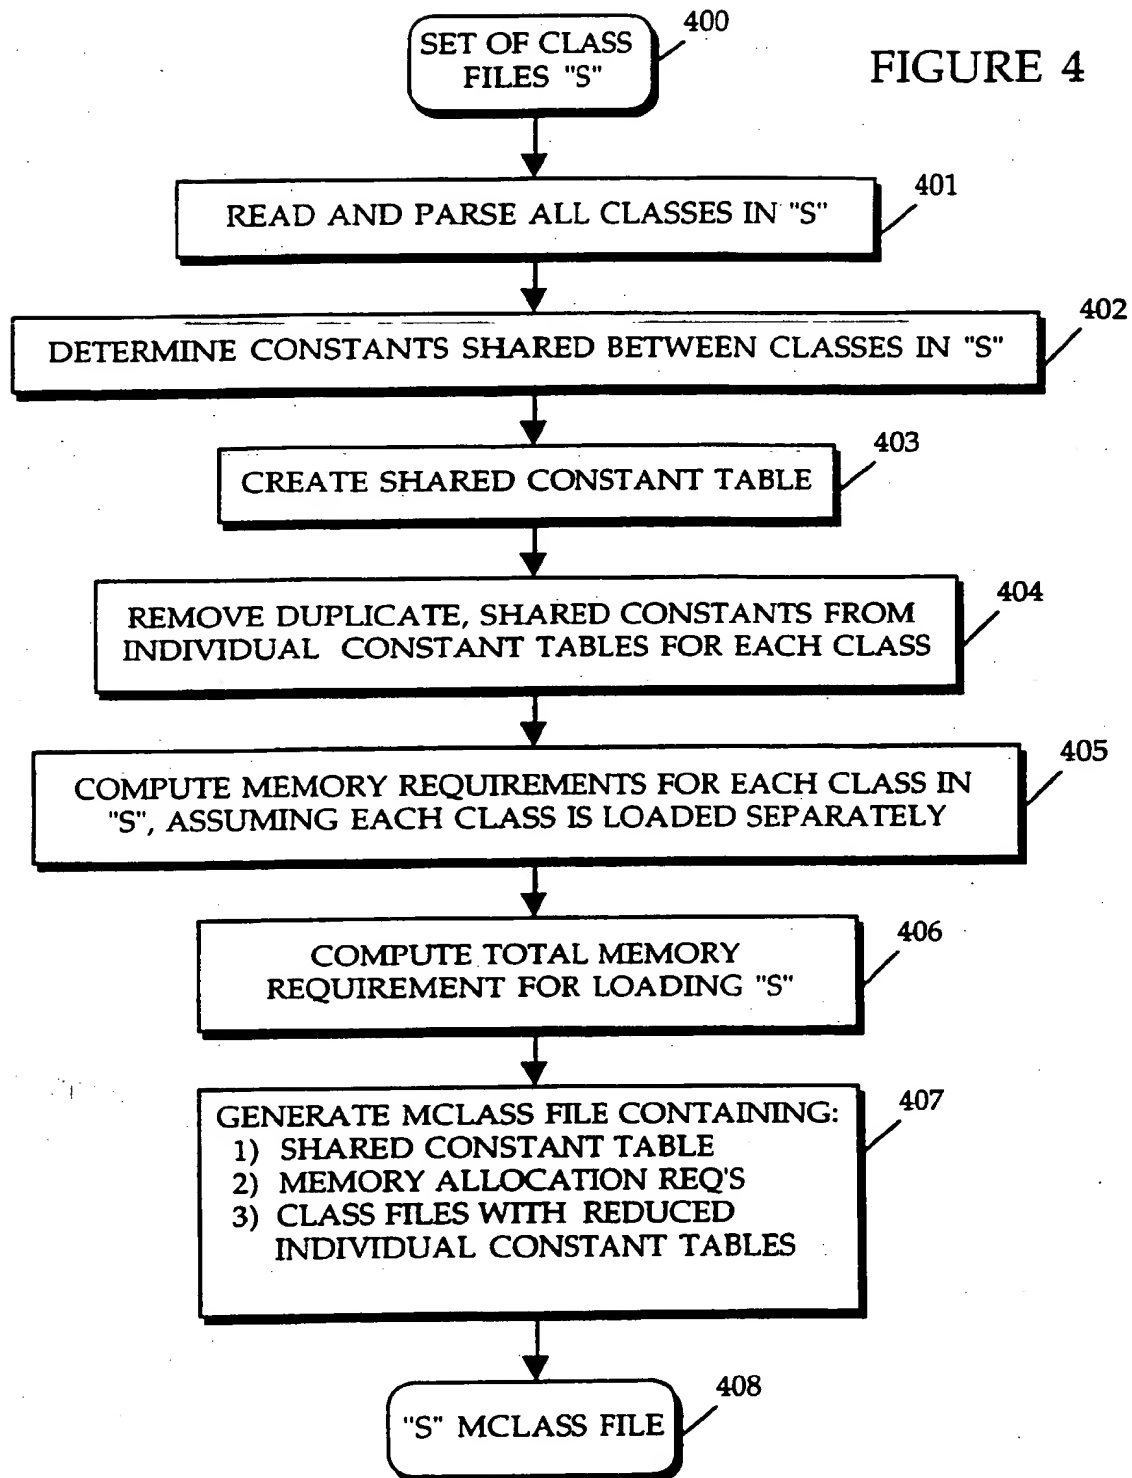 FIGURE 4
SET OF CLASS
FILES "S"
400
READ AND PARSE ALL CLASSES IN "S"
401
DETERMINE CONSTANTS SHARED BETWEEN CLASSES IN "S"
402
CREATE SHARED CONSTANT TABLE
403
REMOVE DUPLICATE, SHARED CONSTANTS FROM
INDIVIDUAL CONSTANT TABLES FOR EACH CLASS
404
COMPUTE MEMORY REQUIREMENTS FOR EACH CLASS IN
"S", ASSUMING EACH CLASS IS LOADED SEPARATELY
405
COMPUTE TOTAL MEMORY
REQUIREMENT FOR LOADING "S"
406
GENERATE MCLASS FILE CONTAINING:
1) SHARED CONSTANT TABLE
2) MEMORY ALLOCATION REQ'S
3) CLASS FILES WITH REDUCED
INDIVIDUAL CONSTANT TABLES
407
"S" MCLASS FILE
408